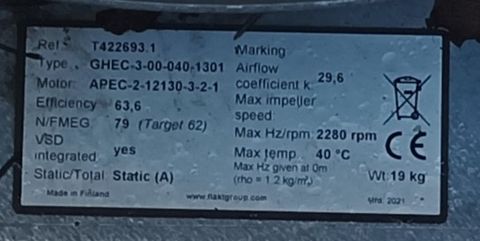 Ref.: T422693.1
Type: GHEC-3-00-040-1301
Motor: APEC-2-12130-3-2-1
Efficiency 63,6
N/FMEG: 79 (Target 62)
VSD
integrated: yes
Static/Total: Static (A)
Made in Finland
Marking
Airflow
coefficient k: 29,6
Max impeller
speed:
Max Hz/rpm: 2280 rpm
Max temp.: 40 °C
Max Hz given at 0m
(rho = 1.2 kg/m³)
www.flaktgroup.com
CE
Wt: 19 kg
Mfd. 2021